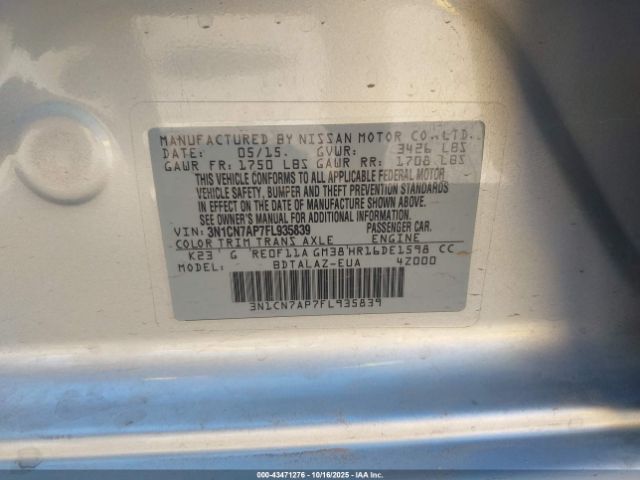 MANUFACTURED BY NISSAN MOTOR CO.,LTD.
DATE: 05/15. GVWR: 3426 LBS
GAWR FR: 1750 LBS GAWR RR: 1708 LBS
THIS VEHICLE CONFORMS TO ALL APPLICABLE FEDERAL MOTOR
VEHICLE SAFETY, BUMPER AND THEFT PREVENTION STANDARDS
IN EFFECT ON THE DATE OF MANUFACTURE SHOWN ABOVE.
SEE OWNER'S MANUAL FOR ADDITIONAL INFORMATION.
VIN: 3N1CN7AP7FL935839 PASSENGER CAR.
COLOR TRIM TRANS AXLE ENGINE
K23 G RE0F11A GM38 HR16DE1598 CC
MODEL: BDTALAZ-EUA 42000
3N1CN7AP7FL935839
000-43471276 | 10/16/2025 | IAA Inc.